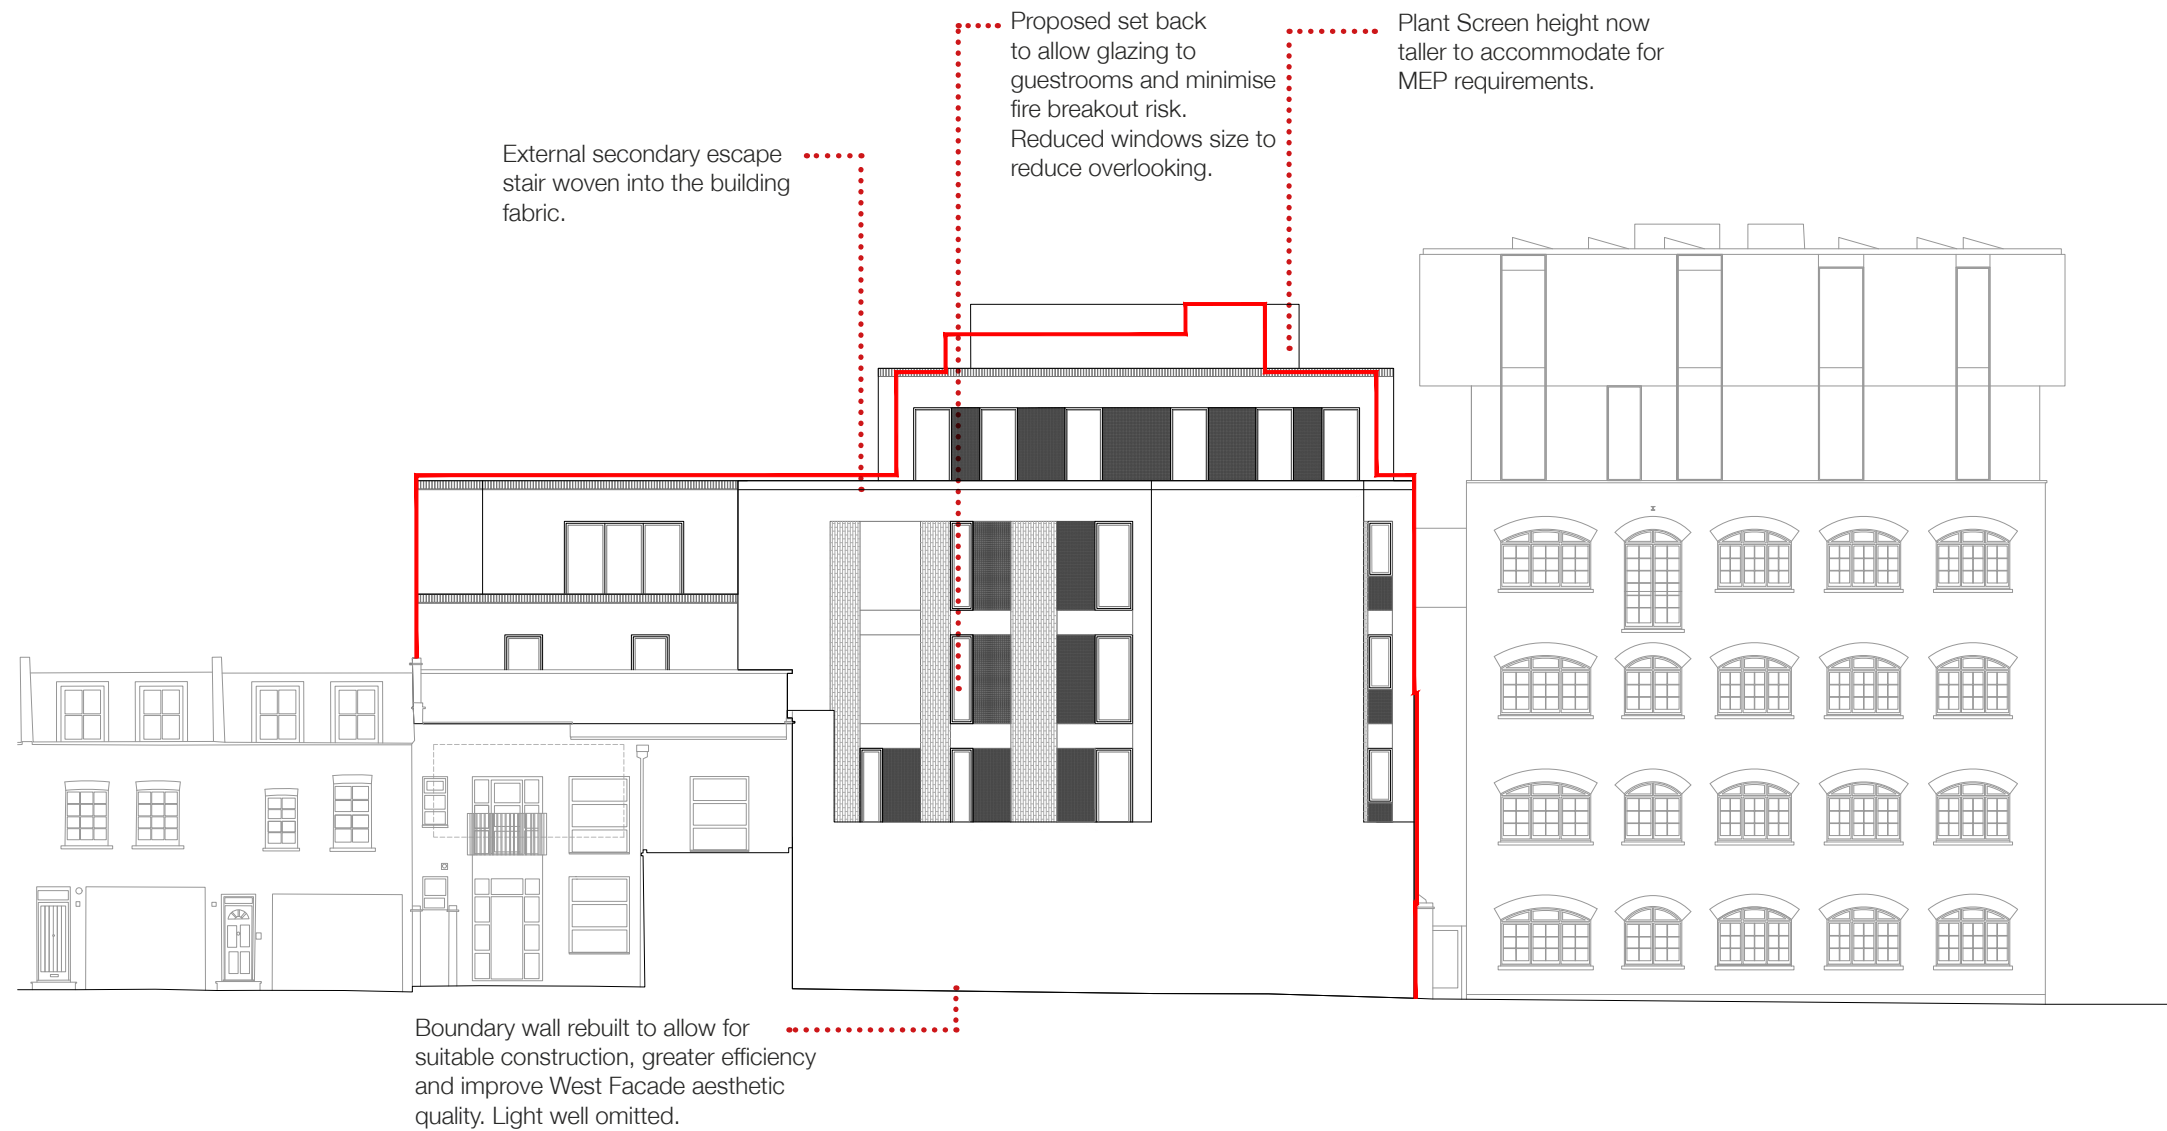 Proposed set back
to allow glazing to
guestrooms and minimise
fire breakout risk.
Reduced windows size to
reduce overlooking.
Plant Screen height now
taller to accommodate for
MEP requirements.
External secondary escape
stair woven into the building
fabric.
Boundary wall rebuilt to allow for
suitable construction, greater efficiency
and improve West Facade aesthetic
quality. Light well omitted.